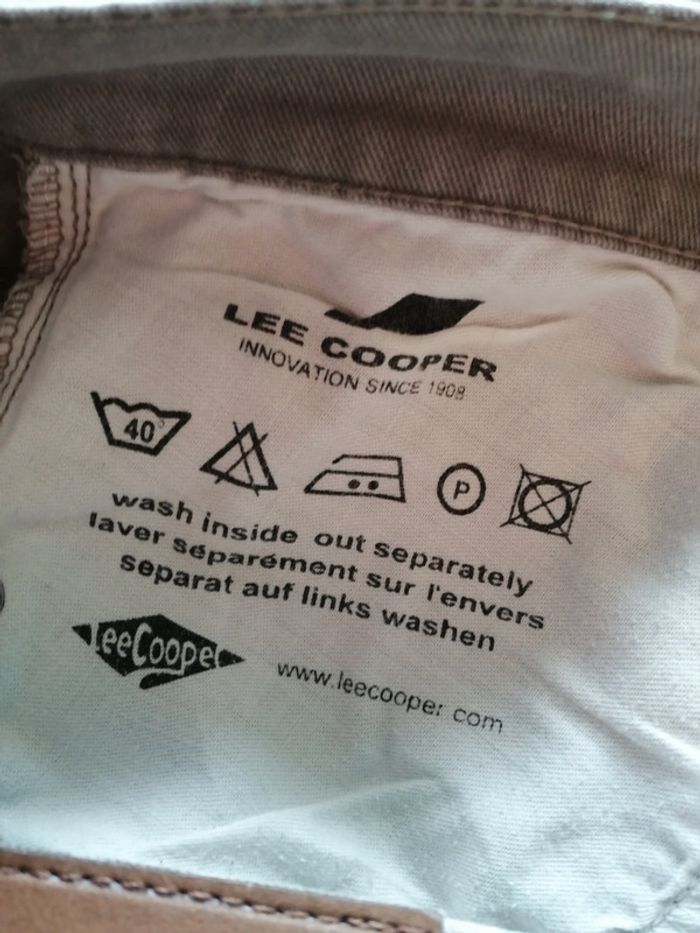 LEE COOPER
INNOVATION SINCE 1908
40
P
wash inside out separately
laver séparément sur l'envers
separat auf links washen
LeeCooper
www.leecooper.com